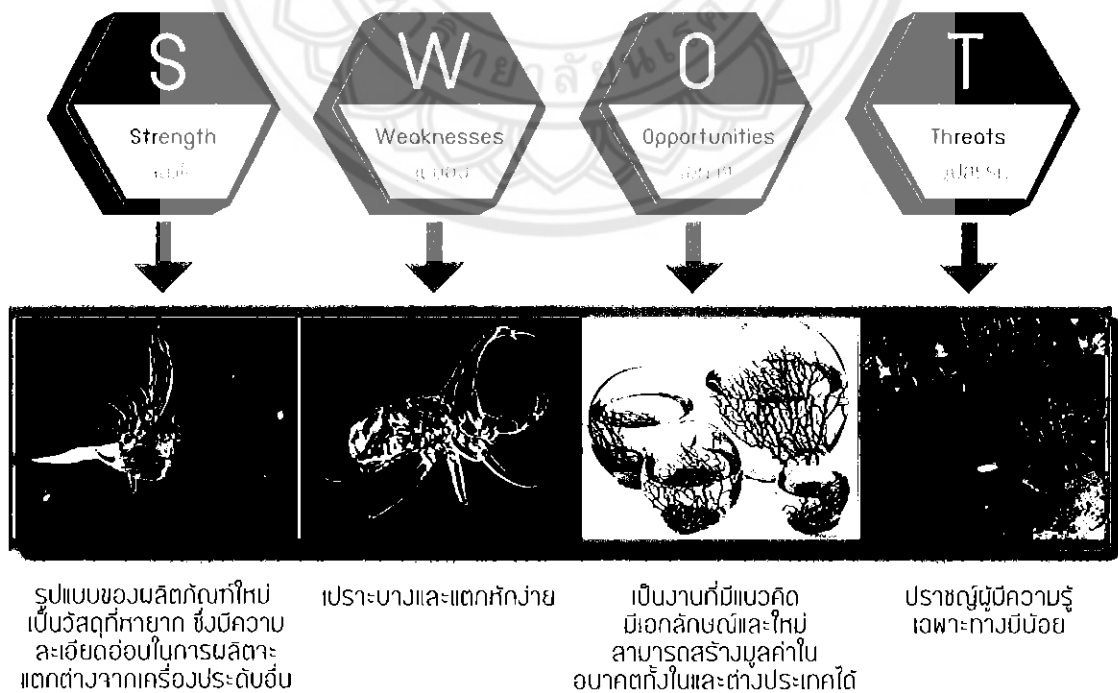 S
W
O
T
Strength
Weaknesses
Opportunities
Threats
รูปแบบของผลิตภัณฑ์ใหม่
เป็นวัสดุที่หายาก ซึ่งมีความ
ละเอียดอ่อนในการผลิตจะ
แตกต่างจากเครื่องประดับอื่น
เปราะบางและแตกหักง่าย
เป็นงานที่มีแนวคิด
มีเอกลักษณ์และใหม่
สามารถสร้างมูลค่าใน
อนาคตทั้งในและต่างประเทศได้
ปราชญ์ผู้มีความรู้
เฉพาะทางมีน้อย